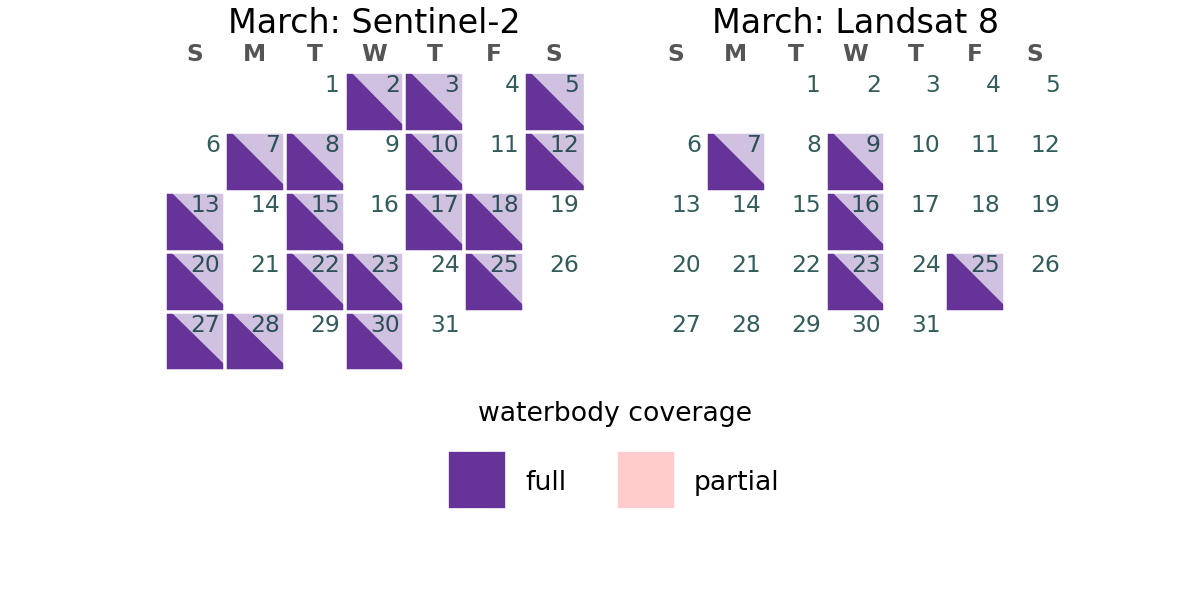 March: Sentinel-2
S M T W T F S
1 2 3 4 5
6 7 8 9 10 11 12
13 14 15 16 17 18 19
20 21 22 23 24 25 26
27 28 29 30 31
March: Landsat 8
S M T W T F S
1 2 3 4 5
6 7 8 9 10 11 12
13 14 15 16 17 18 19
20 21 22 23 24 25 26
27 28 29 30 31
waterbody coverage
full
partial